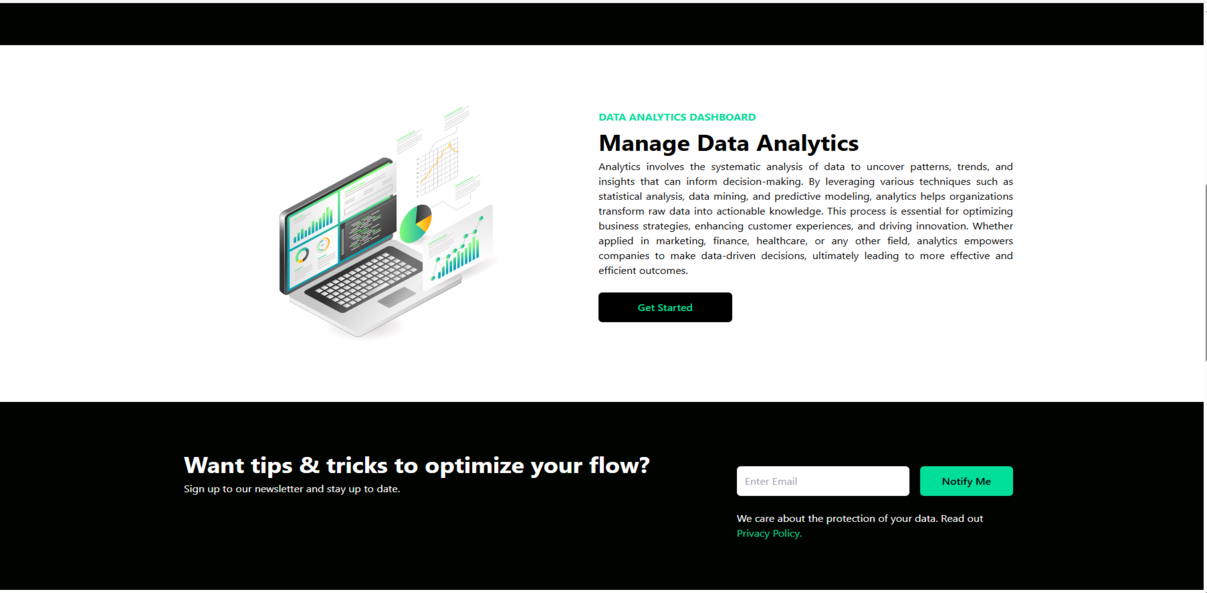 DATA ANALYTICS DASHBOARD
Manage Data Analytics
Analytics involves the systematic analysis of data to uncover patterns, trends, and
insights that can inform decision-making. By leveraging various techniques such as
statistical analysis, data mining, and predictive modeling, analytics helps organizations
transform raw data into actionable knowledge. This process is essential for optimizing
business strategies, enhancing customer experiences, and driving innovation. Whether
applied in marketing, finance, healthcare, or any other field, analytics empowers
companies to make data-driven decisions, ultimately leading to more effective and
efficient outcomes.
Get Started
Want tips & tricks to optimize your flow?
Sign up to our newsletter and stay up to date.
Enter Email
Notify Me
We care about the protection of your data. Read out
Privacy Policy.